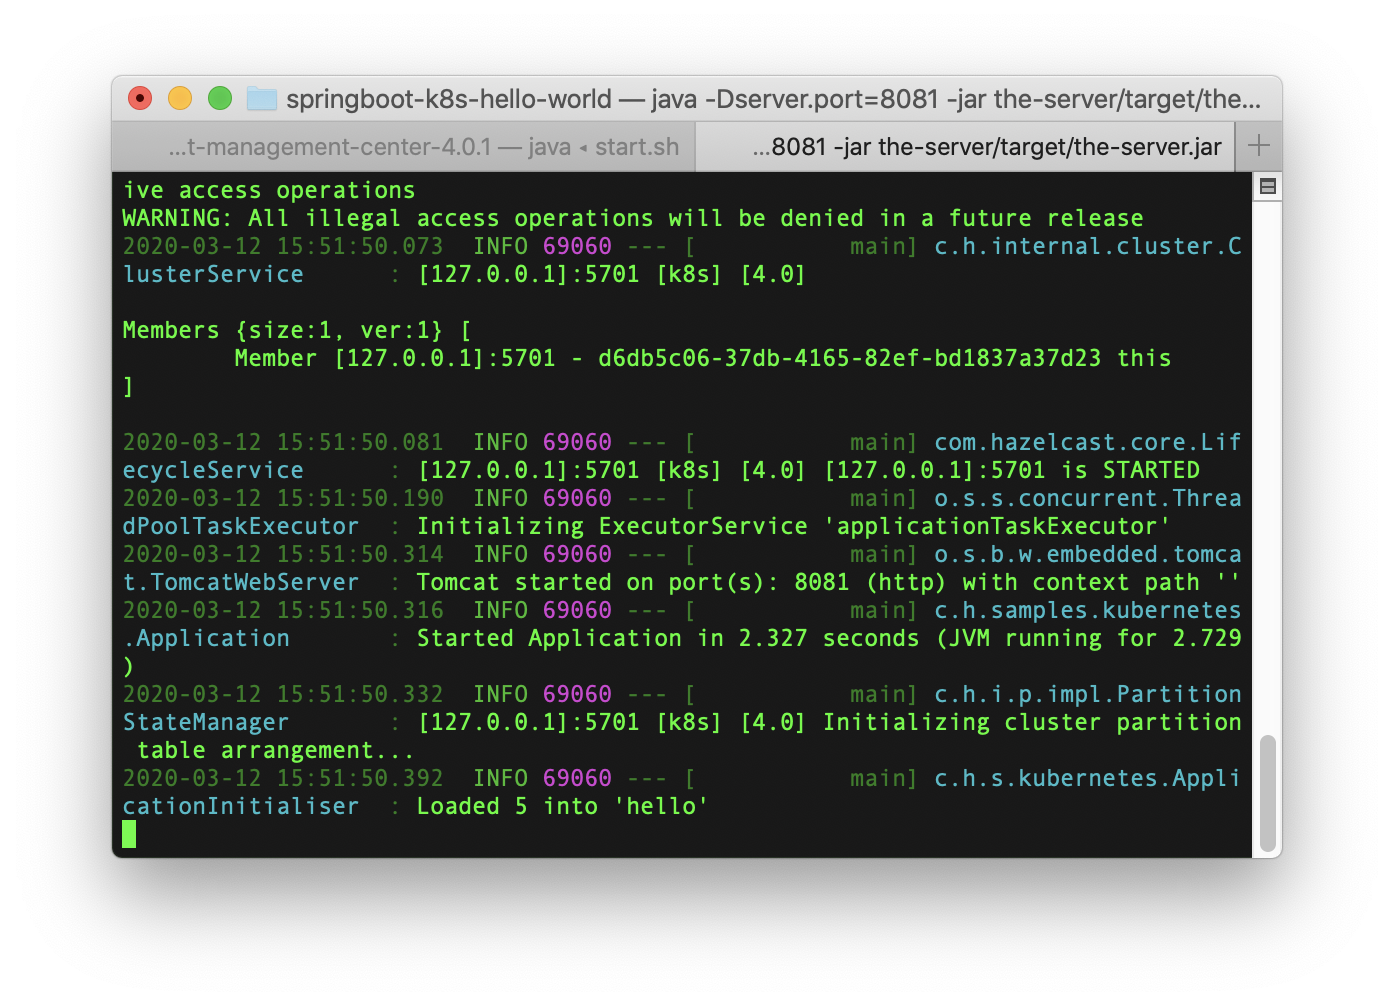 springboot-k8s-hello-world — java -Dserver.port=8081 -jar the-server/target/the...
...t-management-center-4.0.1 — java ◂ start.sh
...8081 -jar the-server/target/the-server.jar
ive access operations
WARNING: All illegal access operations will be denied in a future release
2020-03-12 15:51:50.073  INFO 69060 --- [           main] c.h.internal.cluster.C
lusterService      : [127.0.0.1]:5701 [k8s] [4.0]
Members {size:1, ver:1} [
        Member [127.0.0.1]:5701 - d6db5c06-37db-4165-82ef-bd1837a37d23 this
]
2020-03-12 15:51:50.081  INFO 69060 --- [           main] com.hazelcast.core.Lif
ecycleService      : [127.0.0.1]:5701 [k8s] [4.0] [127.0.0.1]:5701 is STARTED
2020-03-12 15:51:50.190  INFO 69060 --- [           main] o.s.s.concurrent.Threa
dPoolTaskExecutor  : Initializing ExecutorService 'applicationTaskExecutor'
2020-03-12 15:51:50.314  INFO 69060 --- [           main] o.s.b.w.embedded.tomca
t.TomcatWebServer  : Tomcat started on port(s): 8081 (http) with context path ''
2020-03-12 15:51:50.316  INFO 69060 --- [           main] c.h.samples.kubernetes
.Application       : Started Application in 2.327 seconds (JVM running for 2.729
)
2020-03-12 15:51:50.332  INFO 69060 --- [           main] c.h.i.p.impl.Partition
StateManager       : [127.0.0.1]:5701 [k8s] [4.0] Initializing cluster partition
 table arrangement...
2020-03-12 15:51:50.392  INFO 69060 --- [           main] c.h.s.kubernetes.Appli
cationInitialiser  : Loaded 5 into 'hello'